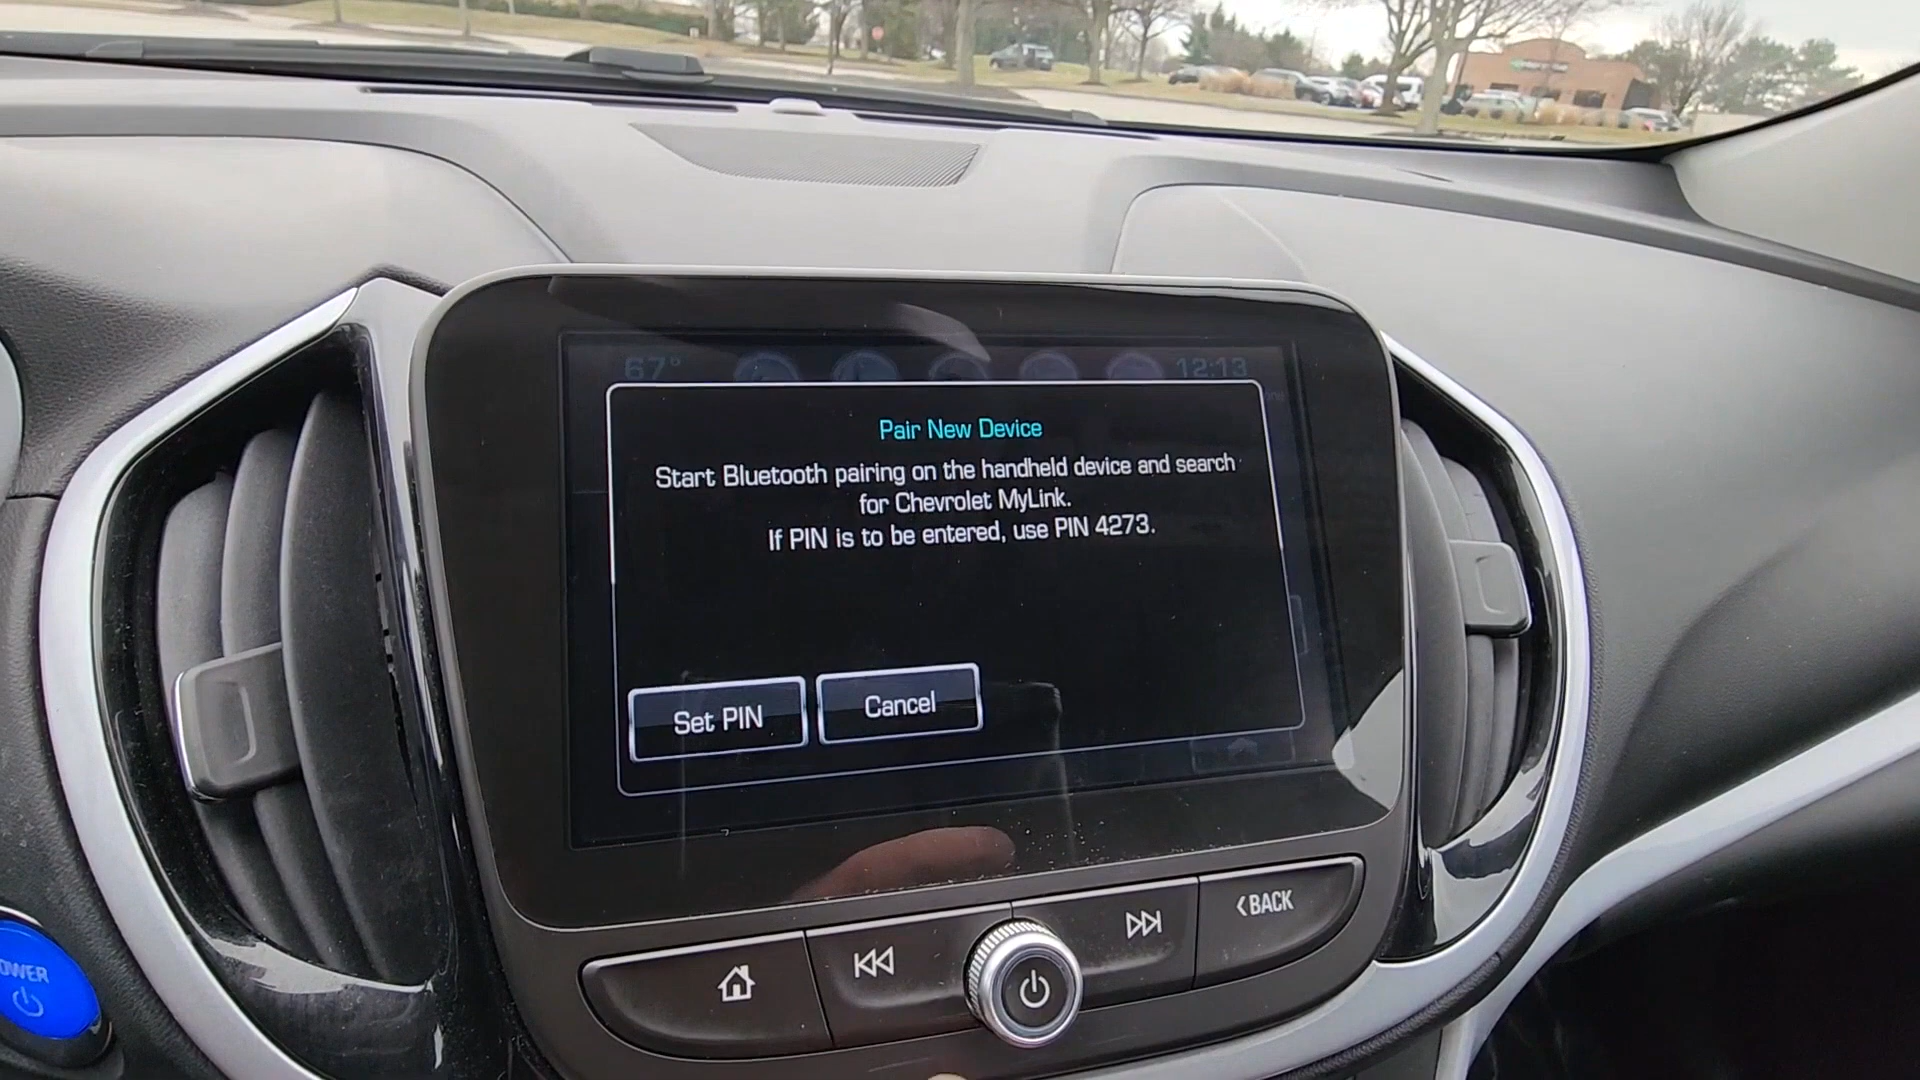 67°
12:13
Pair New Device
Start Bluetooth pairing on the handheld device and search
for Chevrolet MyLink.
If PIN is to be entered, use PIN 4273.
Set PIN
Cancel
<BACK
OWER